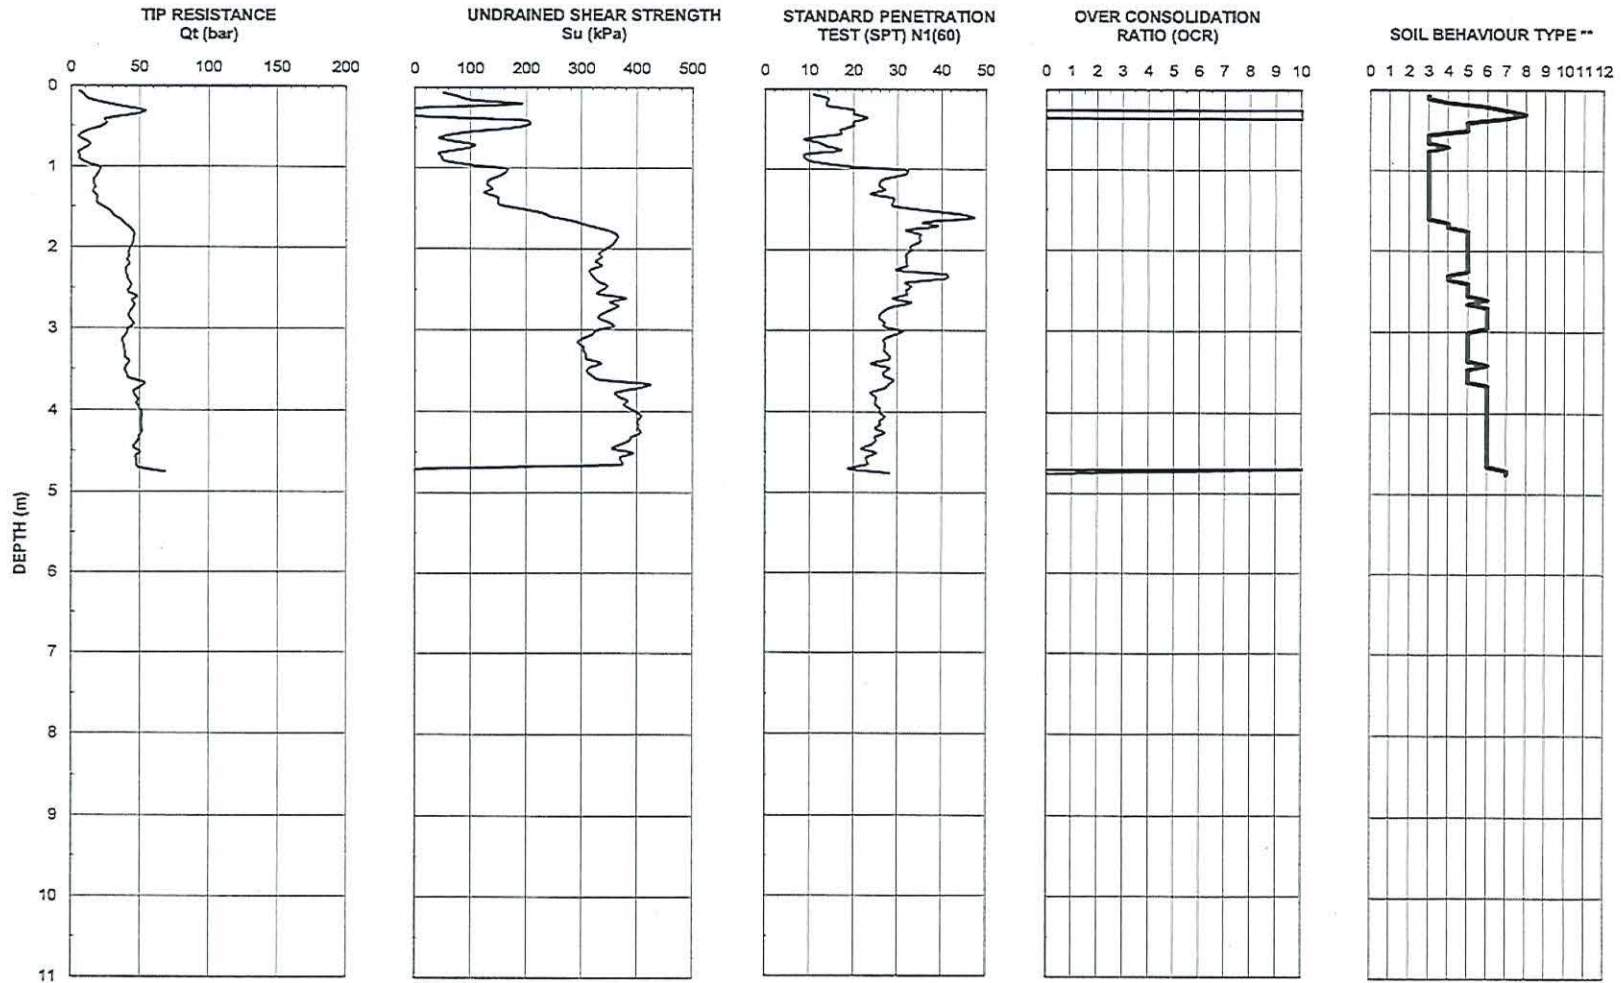 TIP RESISTANCE
Qt (bar)
0 50 100 150 200
UNDRAINED SHEAR STRENGTH
Su (kPa)
0 100 200 300 400 500
STANDARD PENETRATION
TEST (SPT) N1(60)
0 10 20 30 40 50
OVER CONSOLIDATION
RATIO (OCR)
0 1 2 3 4 5 6 7 8 9 10
SOIL BEHAVIOUR TYPE **
0 1 2 3 4 5 6 7 8 9 10 11 12
DEPTH (m)
0
1
2
3
4
5
6
7
8
9
10
11